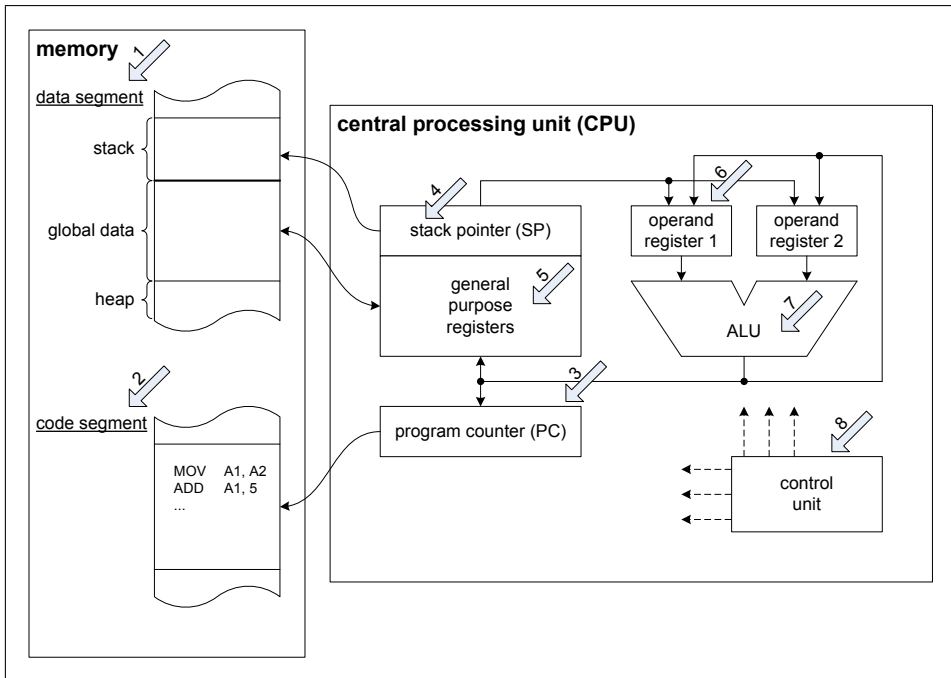 memory
1
data segment
stack
global data
heap
2
code segment
MOV A1, A2
ADD A1, 5
...
central processing unit (CPU)
4
stack pointer (SP)
5
general
purpose
registers
3
program counter (PC)
6
operand
register 1
operand
register 2
7
ALU
8
control
unit